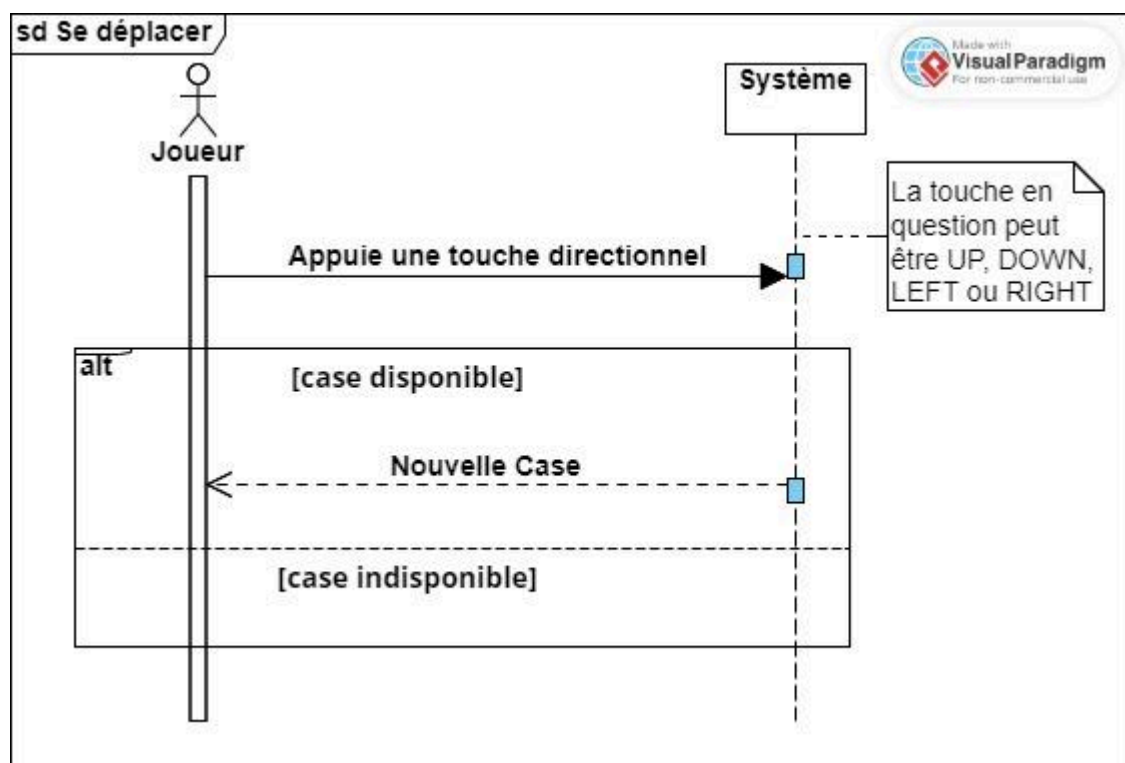 sd Se déplacer
Made with
Visual Paradigm
For non-commercial use
Système
Joueur
La touche en
question peut
être UP, DOWN,
LEFT ou RIGHT
Appuie une touche directionnel
alt
[case disponible]
Nouvelle Case
[case indisponible]